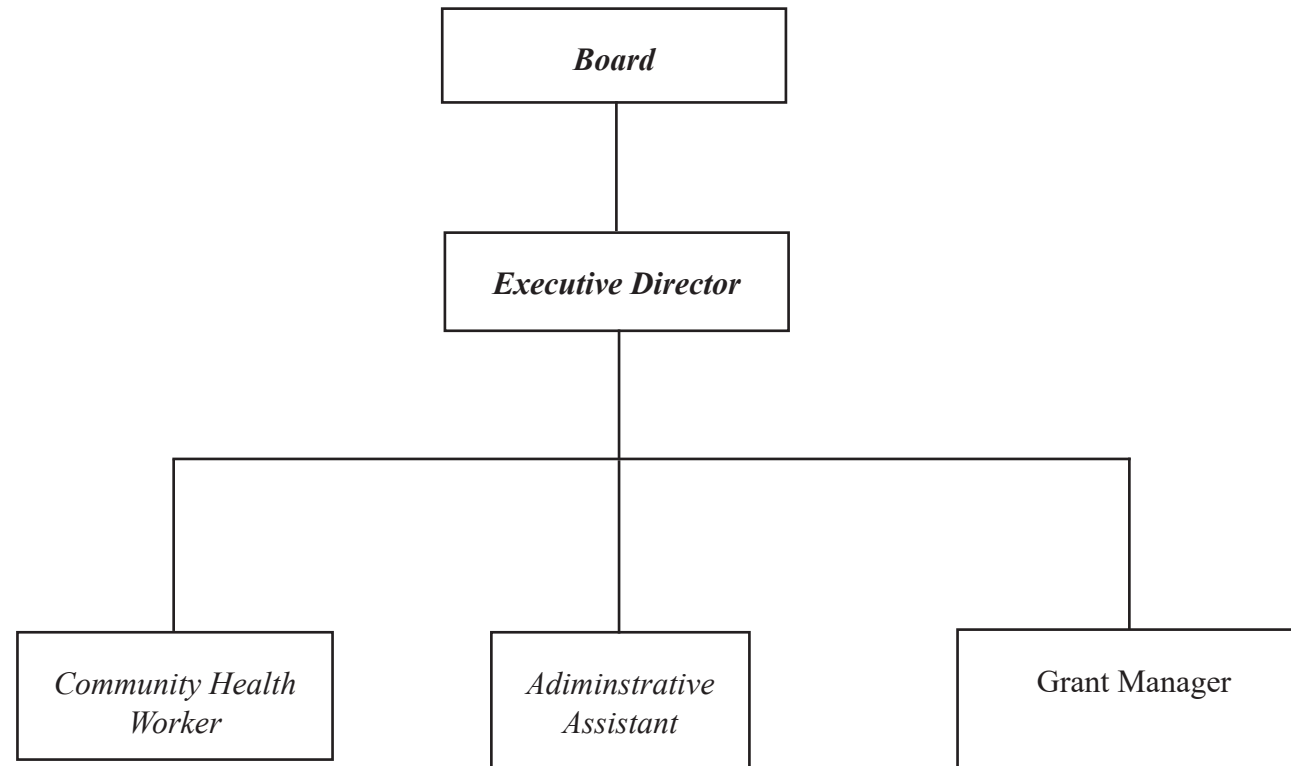 Board
Executive Director
Community Health
Worker
Adiminstrative
Assistant
Grant Manager